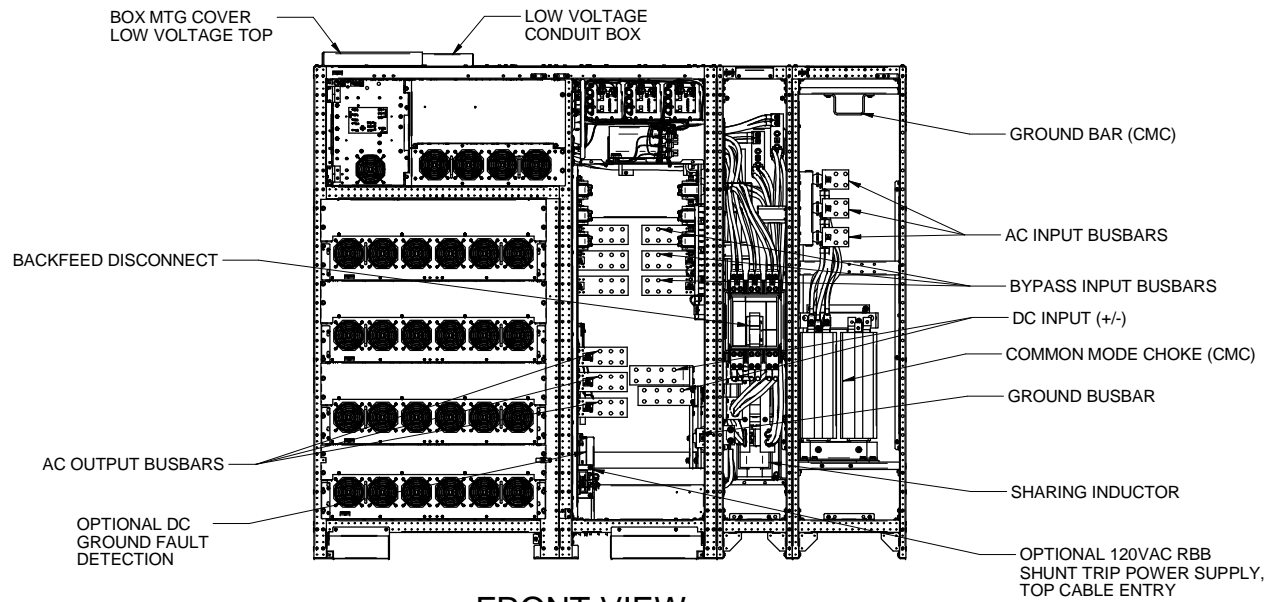 BOX MTG COVER
LOW VOLTAGE TOP
LOW VOLTAGE
CONDUIT BOX
GROUND BAR (CMC)
AC INPUT BUSBARS
BACKFEED DISCONNECT
BYPASS INPUT BUSBARS
DC INPUT (+/-)
COMMON MODE CHOKE (CMC)
GROUND BUSBAR
AC OUTPUT BUSBARS
SHARING INDUCTOR
OPTIONAL DC
GROUND FAULT
DETECTION
OPTIONAL 120VAC RBB
SHUNT TRIP POWER SUPPLY,
TOP CABLE ENTRY
FRONT VIEW